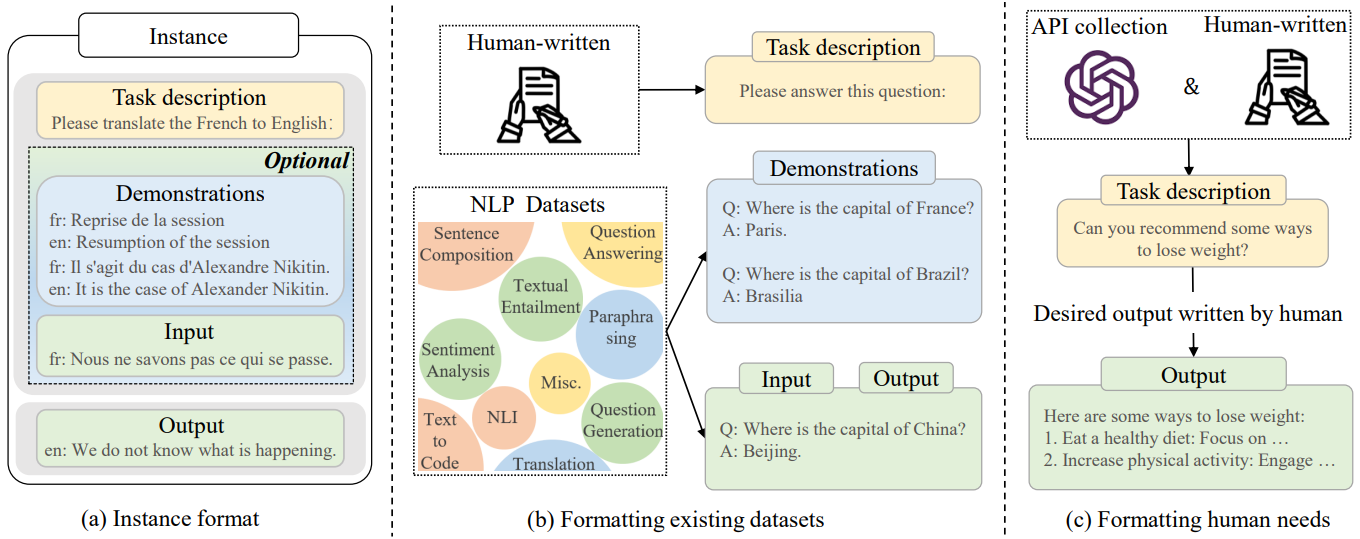 Instance
Task description
Please translate the French to English:
Optional
Demonstrations
fr: Reprise de la session
en: Resumption of the session
fr: Il s'agit du cas d'Alexandre Nikitin.
en: It is the case of Alexander Nikitin.
Input
fr: Nous ne savons pas ce qui se passe.
Output
en: We do not know what is happening.
(a) Instance format
Human-written
Task description
Please answer this question:
NLP Datasets
Sentence
Composition
Question
Answering
Textual
Entailment
Paraphra
sing
Sentiment
Analysis
Misc.
NLI
Question
Generation
Text
to
Code
Translation
Demonstrations
Q: Where is the capital of France?
A: Paris.
Q: Where is the capital of Brazil?
A: Brasilia
Input
Output
Q: Where is the capital of China?
A: Beijing.
(b) Formatting existing datasets
API collection
&
Human-written
Task description
Can you recommend some ways
to lose weight?
Desired output written by human
Output
Here are some ways to lose weight:
1. Eat a healthy diet: Focus on …
2. Increase physical activity: Engage …
(c) Formatting human needs